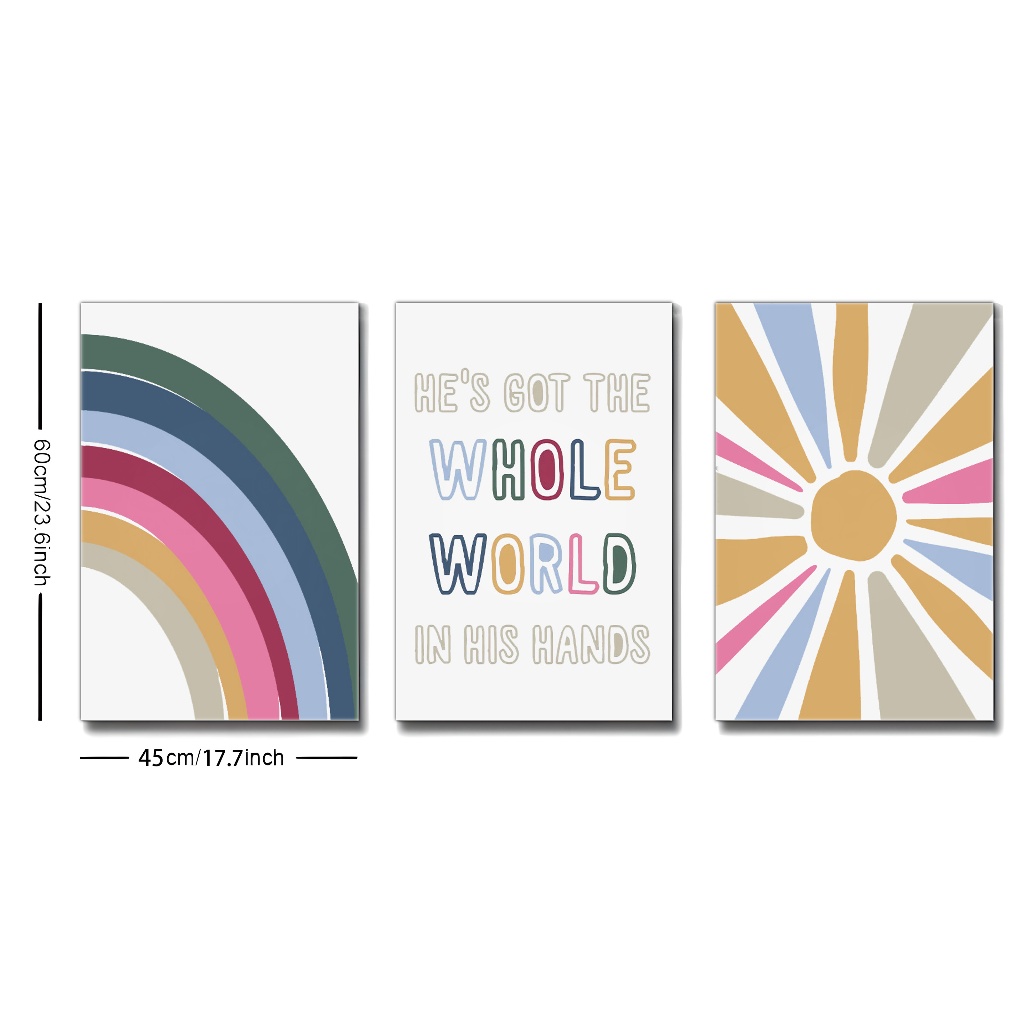 HE'S GOT THE
WHOLE
WORLD
IN HIS HANDS
60cm/23.6inch
45cm/17.7inch